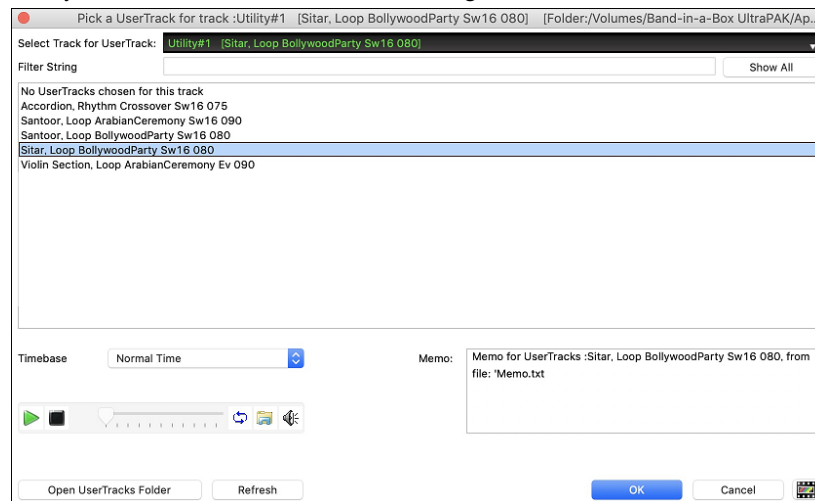 Pick a UserTrack for track :Utility#1 [Sitar, Loop BollywoodParty Sw16 080] [Folder:/Volumes/Band-in-a-Box UltraPAK/Ap...
Select Track for UserTrack: Utility#1 [Sitar, Loop BollywoodParty Sw16 080]
Filter String Show All
No UserTracks chosen for this track
Accordion, Rhythm Crossover Sw16 075
Santoor, Loop ArabianCeremony Sw16 090
Santoor, Loop BollywoodParty Sw16 080
Sitar, Loop BollywoodParty Sw16 080
Violin Section, Loop ArabianCeremony Ev 090
Timebase Normal Time Memo: Memo for UserTracks :Sitar, Loop BollywoodParty Sw16 080, from
file: 'Memo.txt
Open UserTracks Folder Refresh OK Cancel